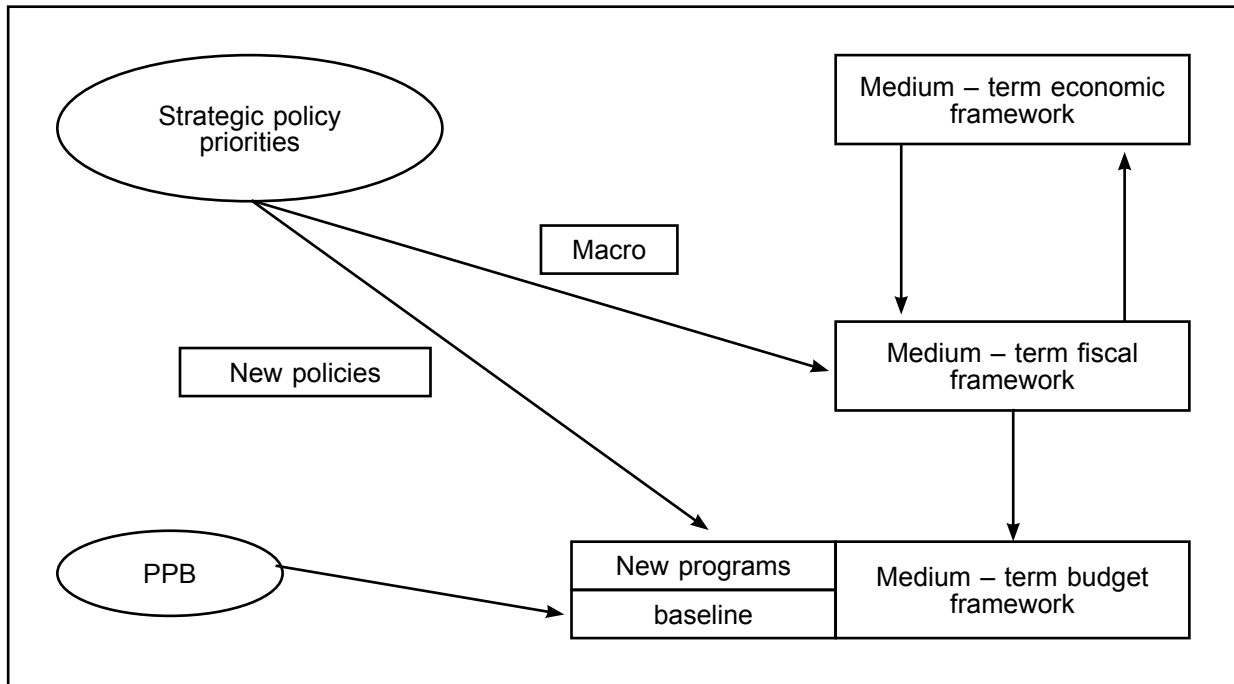 Strategic policy
priorities
Medium – term economic
framework
Macro
New policies
Medium – term fiscal
framework
PPB
New programs
baseline
Medium – term budget
framework